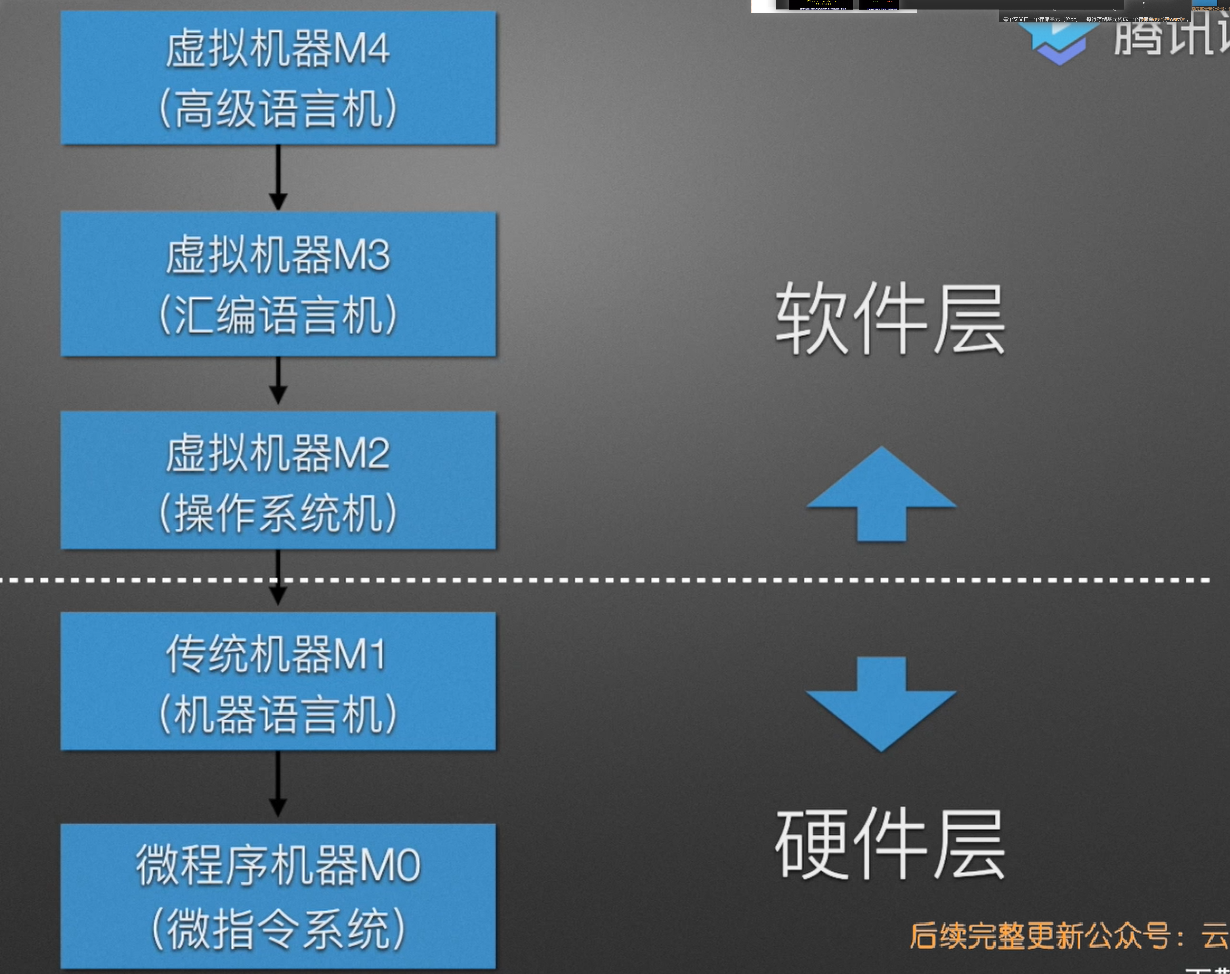 虚拟机器M4
(高级语言机)
虚拟机器M3
(汇编语言机)
虚拟机器M2
(操作系统机)
传统机器M1
(机器语言机)
微程序机器M0
(微指令系统)
腾讯
软件层
硬件层
后续完整更新公众号：云